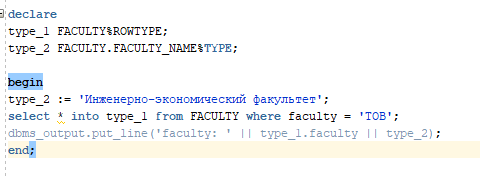 declare
type_1 FACULTY%ROWTYPE;
type_2 FACULTY.FACULTY_NAME%TYPE;
begin
type_2 := 'Инженерно-экономический факультет';
select * into type_1 from FACULTY where faculty = 'ТОВ';
dbms_output.put_line('faculty: ' || type_1.faculty || type_2);
end;